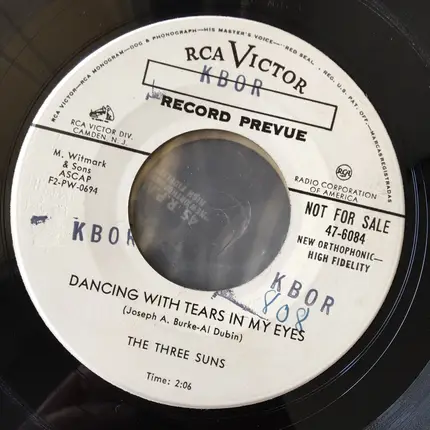 RCA VICTOR—RCA MONOGRAM—DOG & PHONOGRAPH—HIS MASTER'S VOICE—RED SEAL. REG. U.S. PAT. OFF.—MARCASREGISTRADAS
RCA VICTOR
KBOR
RECORD PREVUE
RCA VICTOR DIV.
CAMDEN, N. J.
RCA
RADIO CORPORATION
OF AMERICA
M. Witmark
& Sons
ASCAP
F2-PW-0694
NOT FOR SALE
47-6084
NEW ORTHOPHONIC—
HIGH FIDELITY
KBOR
KBOR
808
DANCING WITH TEARS IN MY EYES
(Joseph A. Burke-Al Dubin)
THE THREE SUNS
Time: 2:06